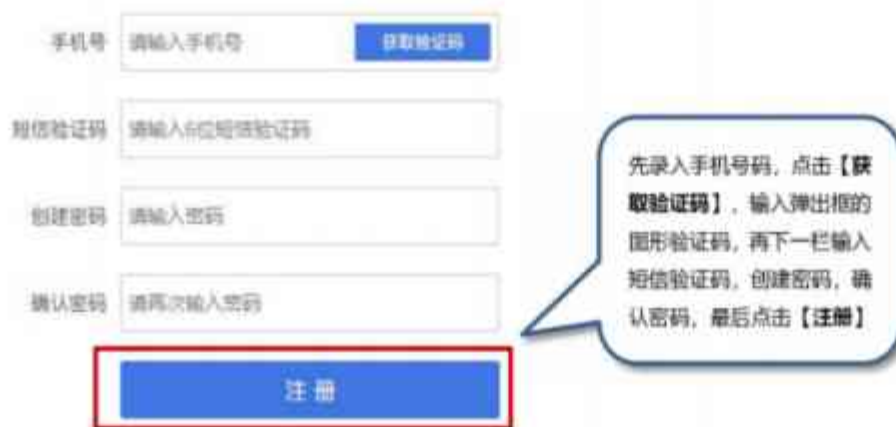 手机号 请输入手机号 获取验证码
短信验证码 请输入6位短信验证码
创建密码 请输入密码
确认密码 请再次输入密码
注册
先录入手机号码，点击【获
取验证码】，输入弹出框的
图形验证码，再下一栏输入
短信验证码，创建密码，确
认密码，最后点击【注册】